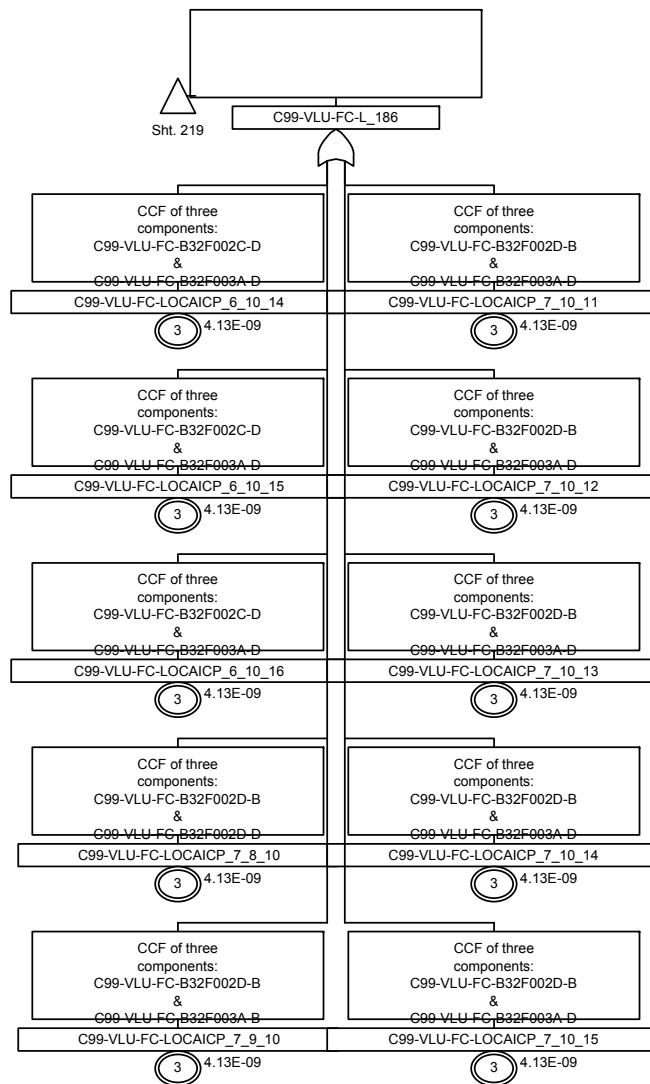 Sht. 219
C99-VLU-FC-L_186
CCF of three
components:
C99-VLU-FC-B32F002C-D
&
C99-VLU-FC-B32F003A-D
C99-VLU-FC-LOCAICP_6_10_14
3
4.13E-09
CCF of three
components:
C99-VLU-FC-B32F002D-B
&
C99-VLU-FC-B32F003A-D
C99-VLU-FC-LOCAICP_7_10_11
3
4.13E-09
CCF of three
components:
C99-VLU-FC-B32F002C-D
&
C99-VLU-FC-B32F003A-D
C99-VLU-FC-LOCAICP_6_10_15
3
4.13E-09
CCF of three
components:
C99-VLU-FC-B32F002D-B
&
C99-VLU-FC-B32F003A-D
C99-VLU-FC-LOCAICP_7_10_12
3
4.13E-09
CCF of three
components:
C99-VLU-FC-B32F002C-D
&
C99-VLU-FC-B32F003A-D
C99-VLU-FC-LOCAICP_6_10_16
3
4.13E-09
CCF of three
components:
C99-VLU-FC-B32F002D-B
&
C99-VLU-FC-B32F003A-D
C99-VLU-FC-LOCAICP_7_10_13
3
4.13E-09
CCF of three
components:
C99-VLU-FC-B32F002D-B
&
C99-VLU-FC-B32F002D-D
C99-VLU-FC-LOCAICP_7_8_10
3
4.13E-09
CCF of three
components:
C99-VLU-FC-B32F002D-B
&
C99-VLU-FC-B32F003A-D
C99-VLU-FC-LOCAICP_7_10_14
3
4.13E-09
CCF of three
components:
C99-VLU-FC-B32F002D-B
&
C99-VLU-FC-B32F003A-B
C99-VLU-FC-LOCAICP_7_9_10
3
4.13E-09
CCF of three
components:
C99-VLU-FC-B32F002D-B
&
C99-VLU-FC-B32F003A-D
C99-VLU-FC-LOCAICP_7_10_15
3
4.13E-09